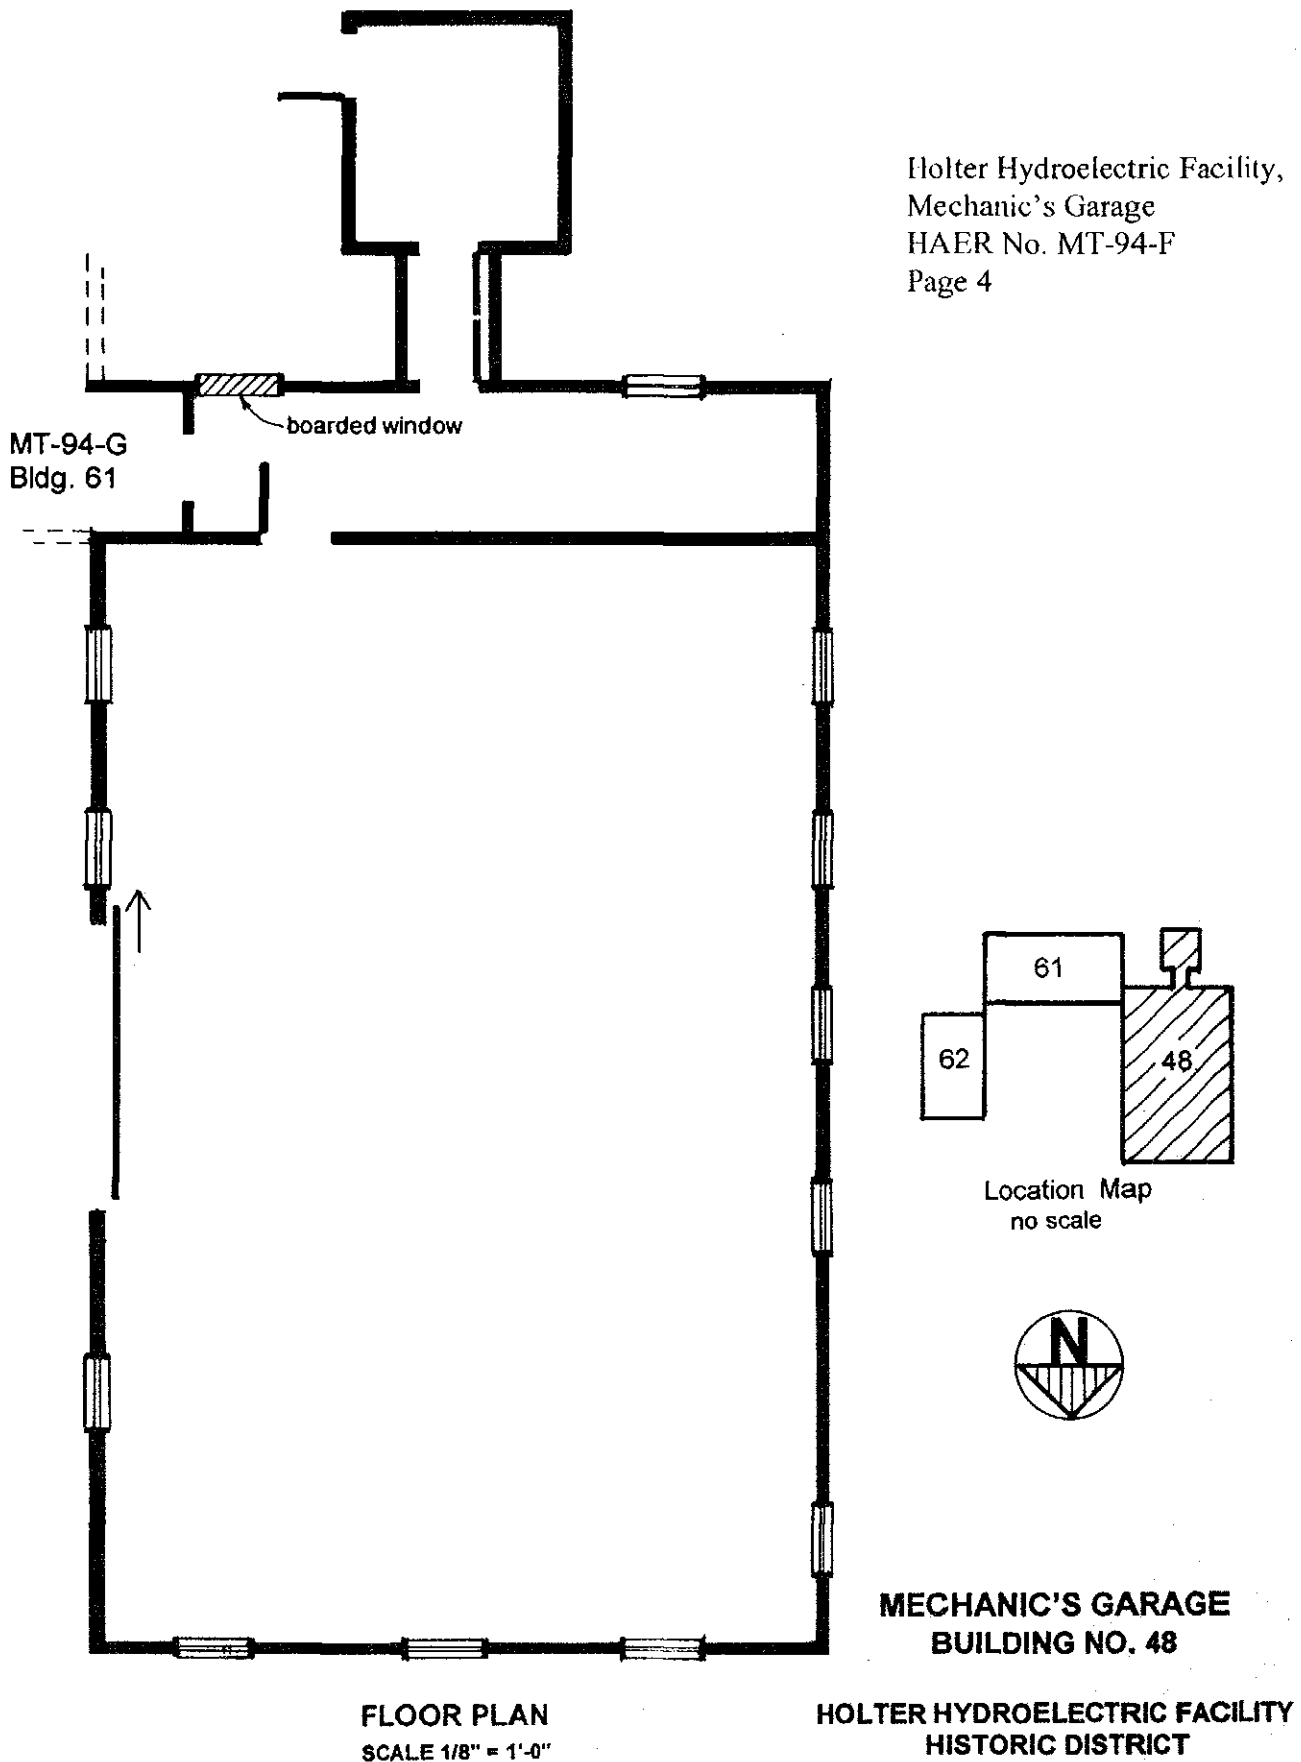 Holter Hydroelectric Facility,
Mechanic's Garage
HAER No. MT-94-F
Page 4
boarded window
MT-94-G
Bldg. 61
61
62
48
Location Map
no scale
N
MECHANIC'S GARAGE
BUILDING NO. 48
FLOOR PLAN
SCALE 1/8" = 1'-0"
HOLTER HYDROELECTRIC FACILITY
HISTORIC DISTRICT